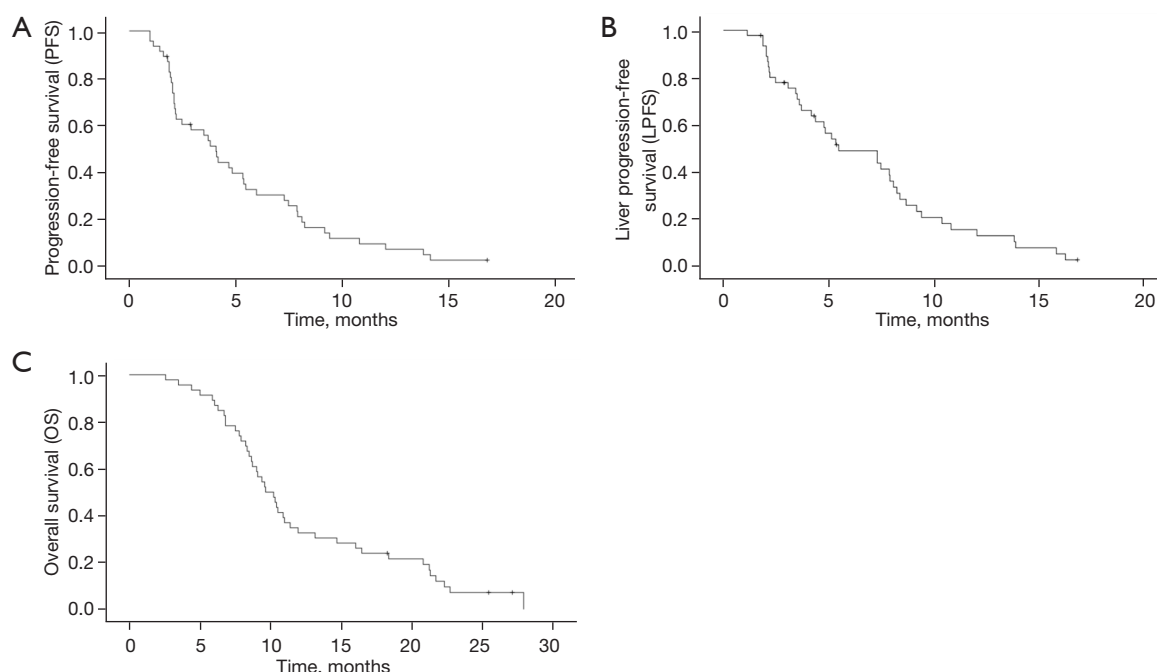 A
Progression-free survival (PFS)
1.0
0.8
0.6
0.4
0.2
0.0
0 5 10 15 20
Time, months
B
Liver progression-free
survival (LPFS)
1.0
0.8
0.6
0.4
0.2
0.0
0 5 10 15 20
Time, months
C
Overall survival (OS)
1.0
0.8
0.6
0.4
0.2
0.0
0 5 10 15 20 25 30
Time, months